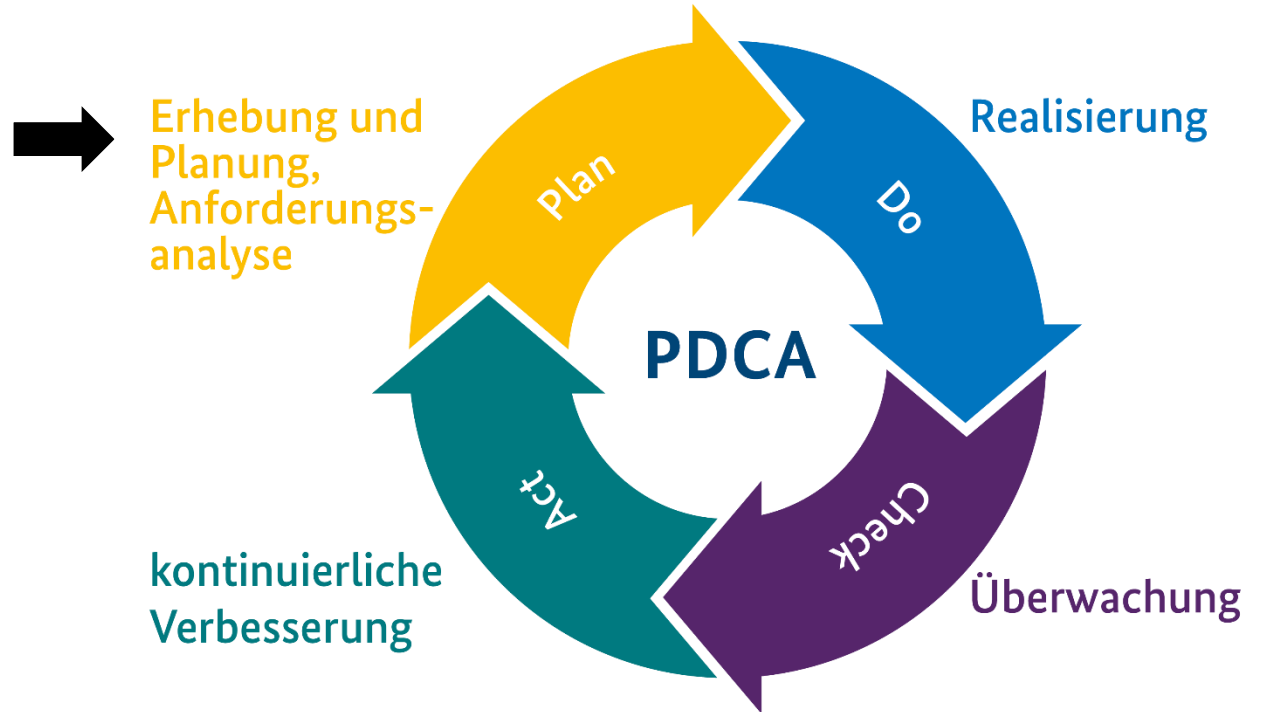 Erhebung und
Planung,
Anforderungs-
analyse
Plan
Do
Realisierung
PDCA
Act
Check
kontinuierliche
Verbesserung
Überwachung